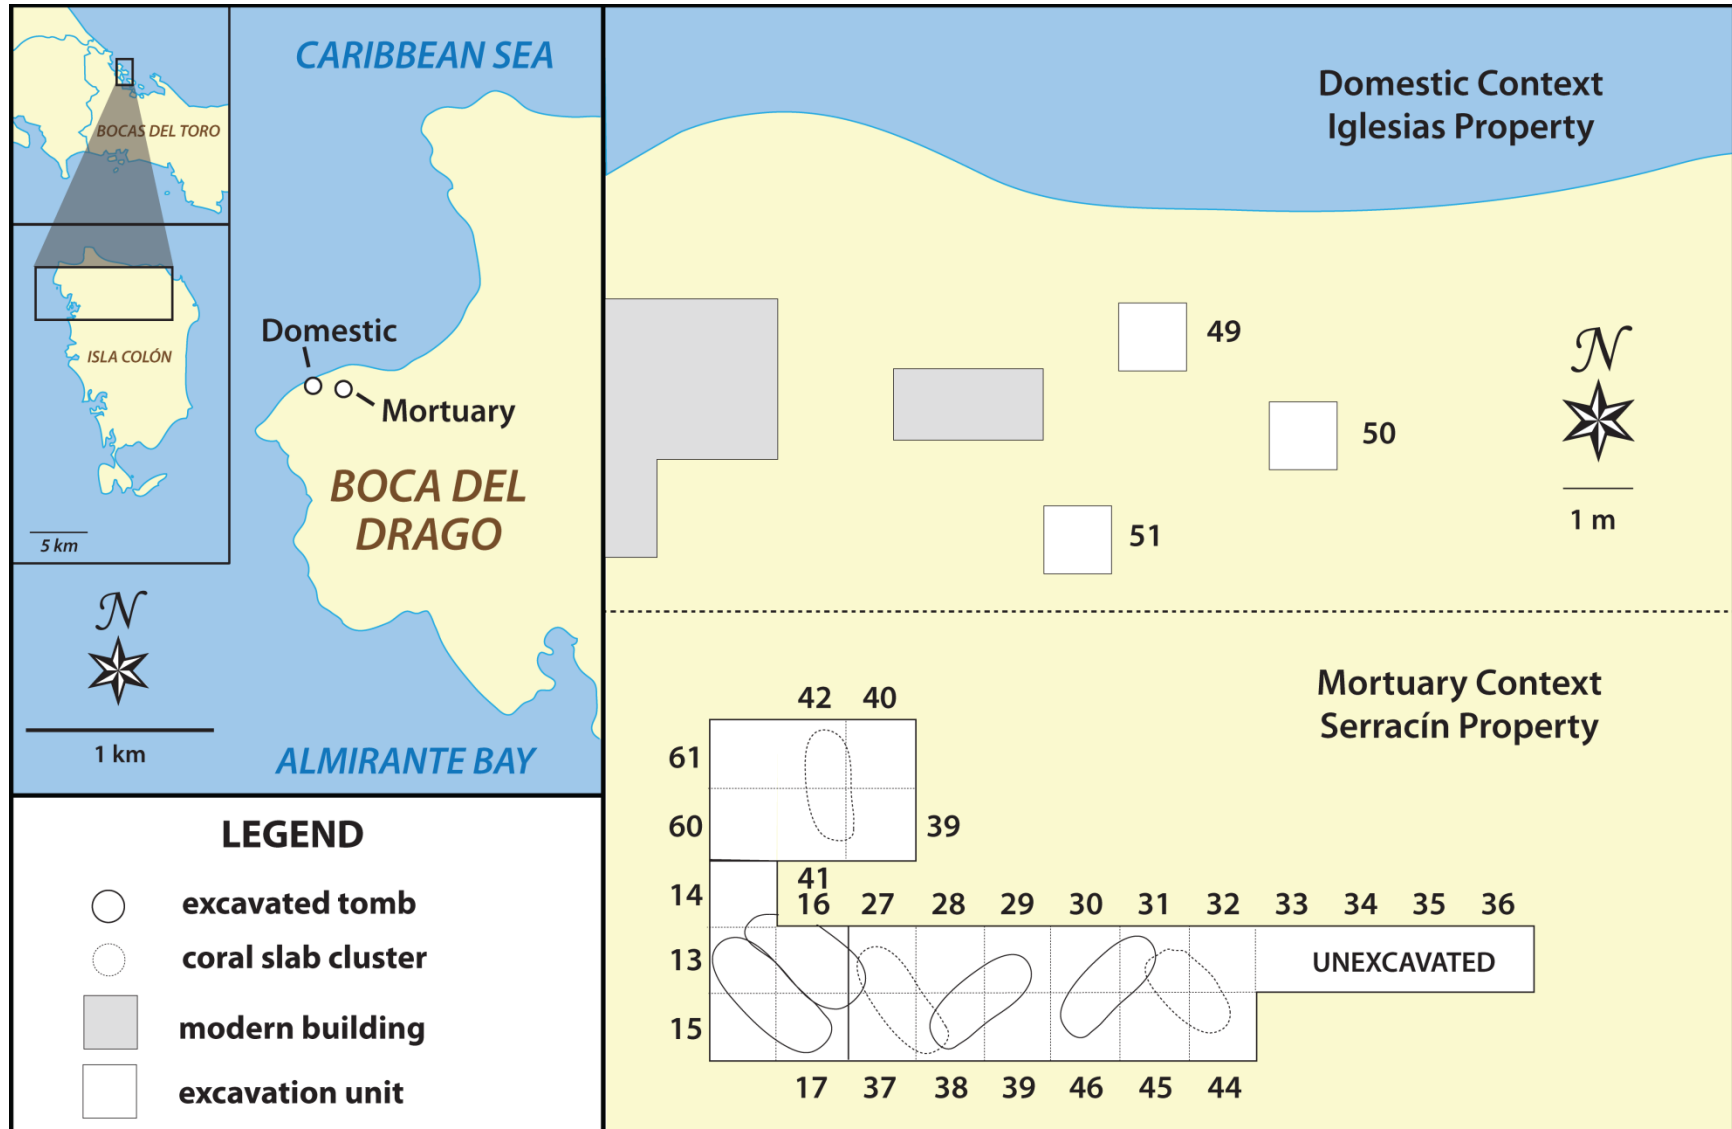 BOCAS DEL TORO
ISLA COLÓN
5 km
N
1 km
CARIBBEAN SEA
Domestic
Mortuary
BOCA DEL
DRAGO
ALMIRANTE BAY
LEGEND
excavated tomb
coral slab cluster
modern building
excavation unit
Domestic Context
Iglesias Property
49
50
51
N
1 m
Mortuary Context
Serracín Property
42 40
61
60 39
41
14 16 27 28 29 30 31 32 33 34 35 36
13 UNEXCAVATED
15
17 37 38 39 46 45 44